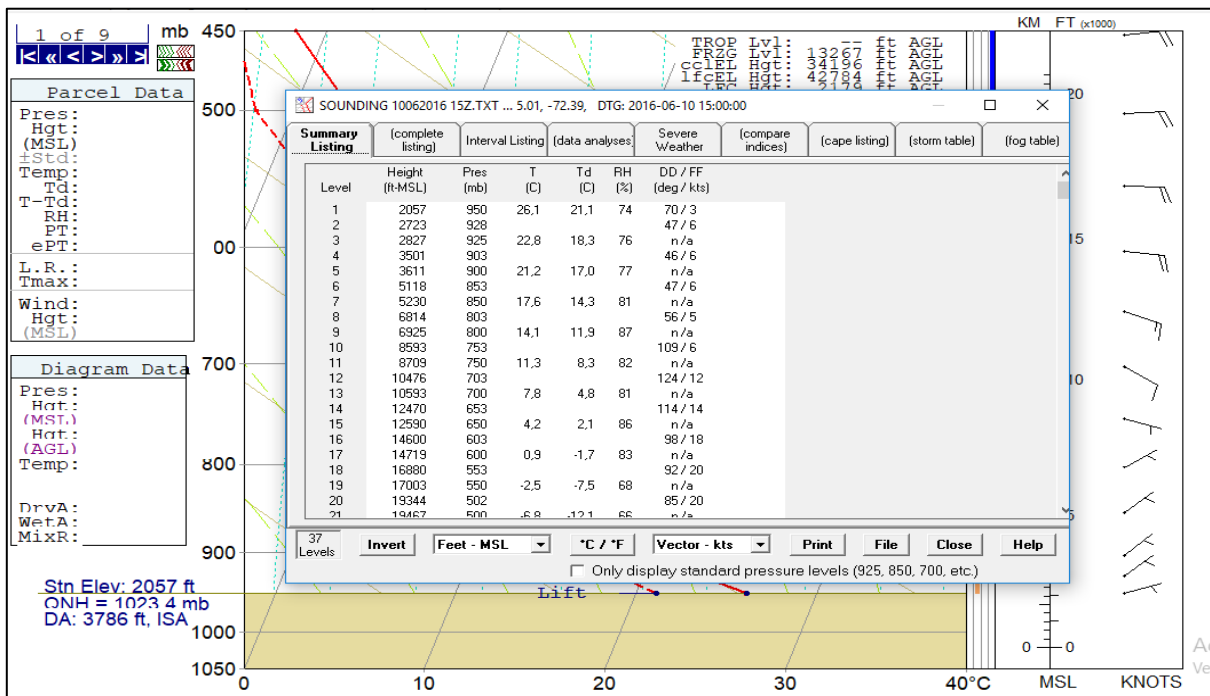 1 of 9
mb
KM FT (x1000)
TROP Lvl: -- ft AGL
FRZG Lvl: 13267 ft AGL
cclEL Hgt: 34196 ft AGL
lfcEL Hgt: 42784 ft AGL
LFC Hgt: 2179 ft AGL
Parcel Data
Pres:
Hgt:
(MSL)
±Std:
Temp:
Td:
T-Td:
RH:
PT:
ePT:
L.R.:
Tmax:
Wind:
Hgt:
(MSL)
Diagram Data
Pres:
Hgt:
(MSL)
Hgt:
(AGL)
Temp:
DryA:
WetA:
MixR:
Stn Elev: 2057 ft
QNH = 1023.4 mb
DA: 3786 ft, ISA
450
500
00
700
800
900
1000
1050
SOUNDING 10062016 15Z.TXT ... 5.01, -72.39, DTG: 2016-06-10 15:00:00
Summary Listing
(complete listing)
Interval Listing
(data analyses)
Severe Weather
(compare indices)
(cape listing)
(storm table)
(fog table)
Height Pres T Td RH DD / FF
Level (ft-MSL) (mb) (C) (C) (%) (deg / kts)
1 2057 950 26,1 21,1 74 70 / 3
2 2723 928 47 / 6
3 2827 925 22,8 18,3 76 n/a
4 3501 903 46 / 6
5 3611 900 21,2 17,0 77 n/a
6 5118 853 47 / 6
7 5230 850 17,6 14,3 81 n/a
8 6814 803 56 / 5
9 6925 800 14,1 11,9 87 n/a
10 8593 753 109 / 6
11 8709 750 11,3 8,3 82 n/a
12 10476 703 124 / 12
13 10593 700 7,8 4,8 81 n/a
14 12470 653 114 / 14
15 12590 650 4,2 2,1 86 n/a
16 14600 603 98 / 18
17 14719 600 0,9 -1,7 83 n/a
18 16880 553 92 / 20
19 17003 550 -2,5 -7,5 68 n/a
20 19344 502 85 / 20
21 19467 500 -6,8 -12,1 66 n/a
37 Levels
Invert
Feet - MSL
°C / °F
Vector - kts
Print
File
Close
Help
Only display standard pressure levels (925, 850, 700, etc.)
Lift
20
15
10
5
0 0
0 10 20 30 40°C
MSL KNOTS